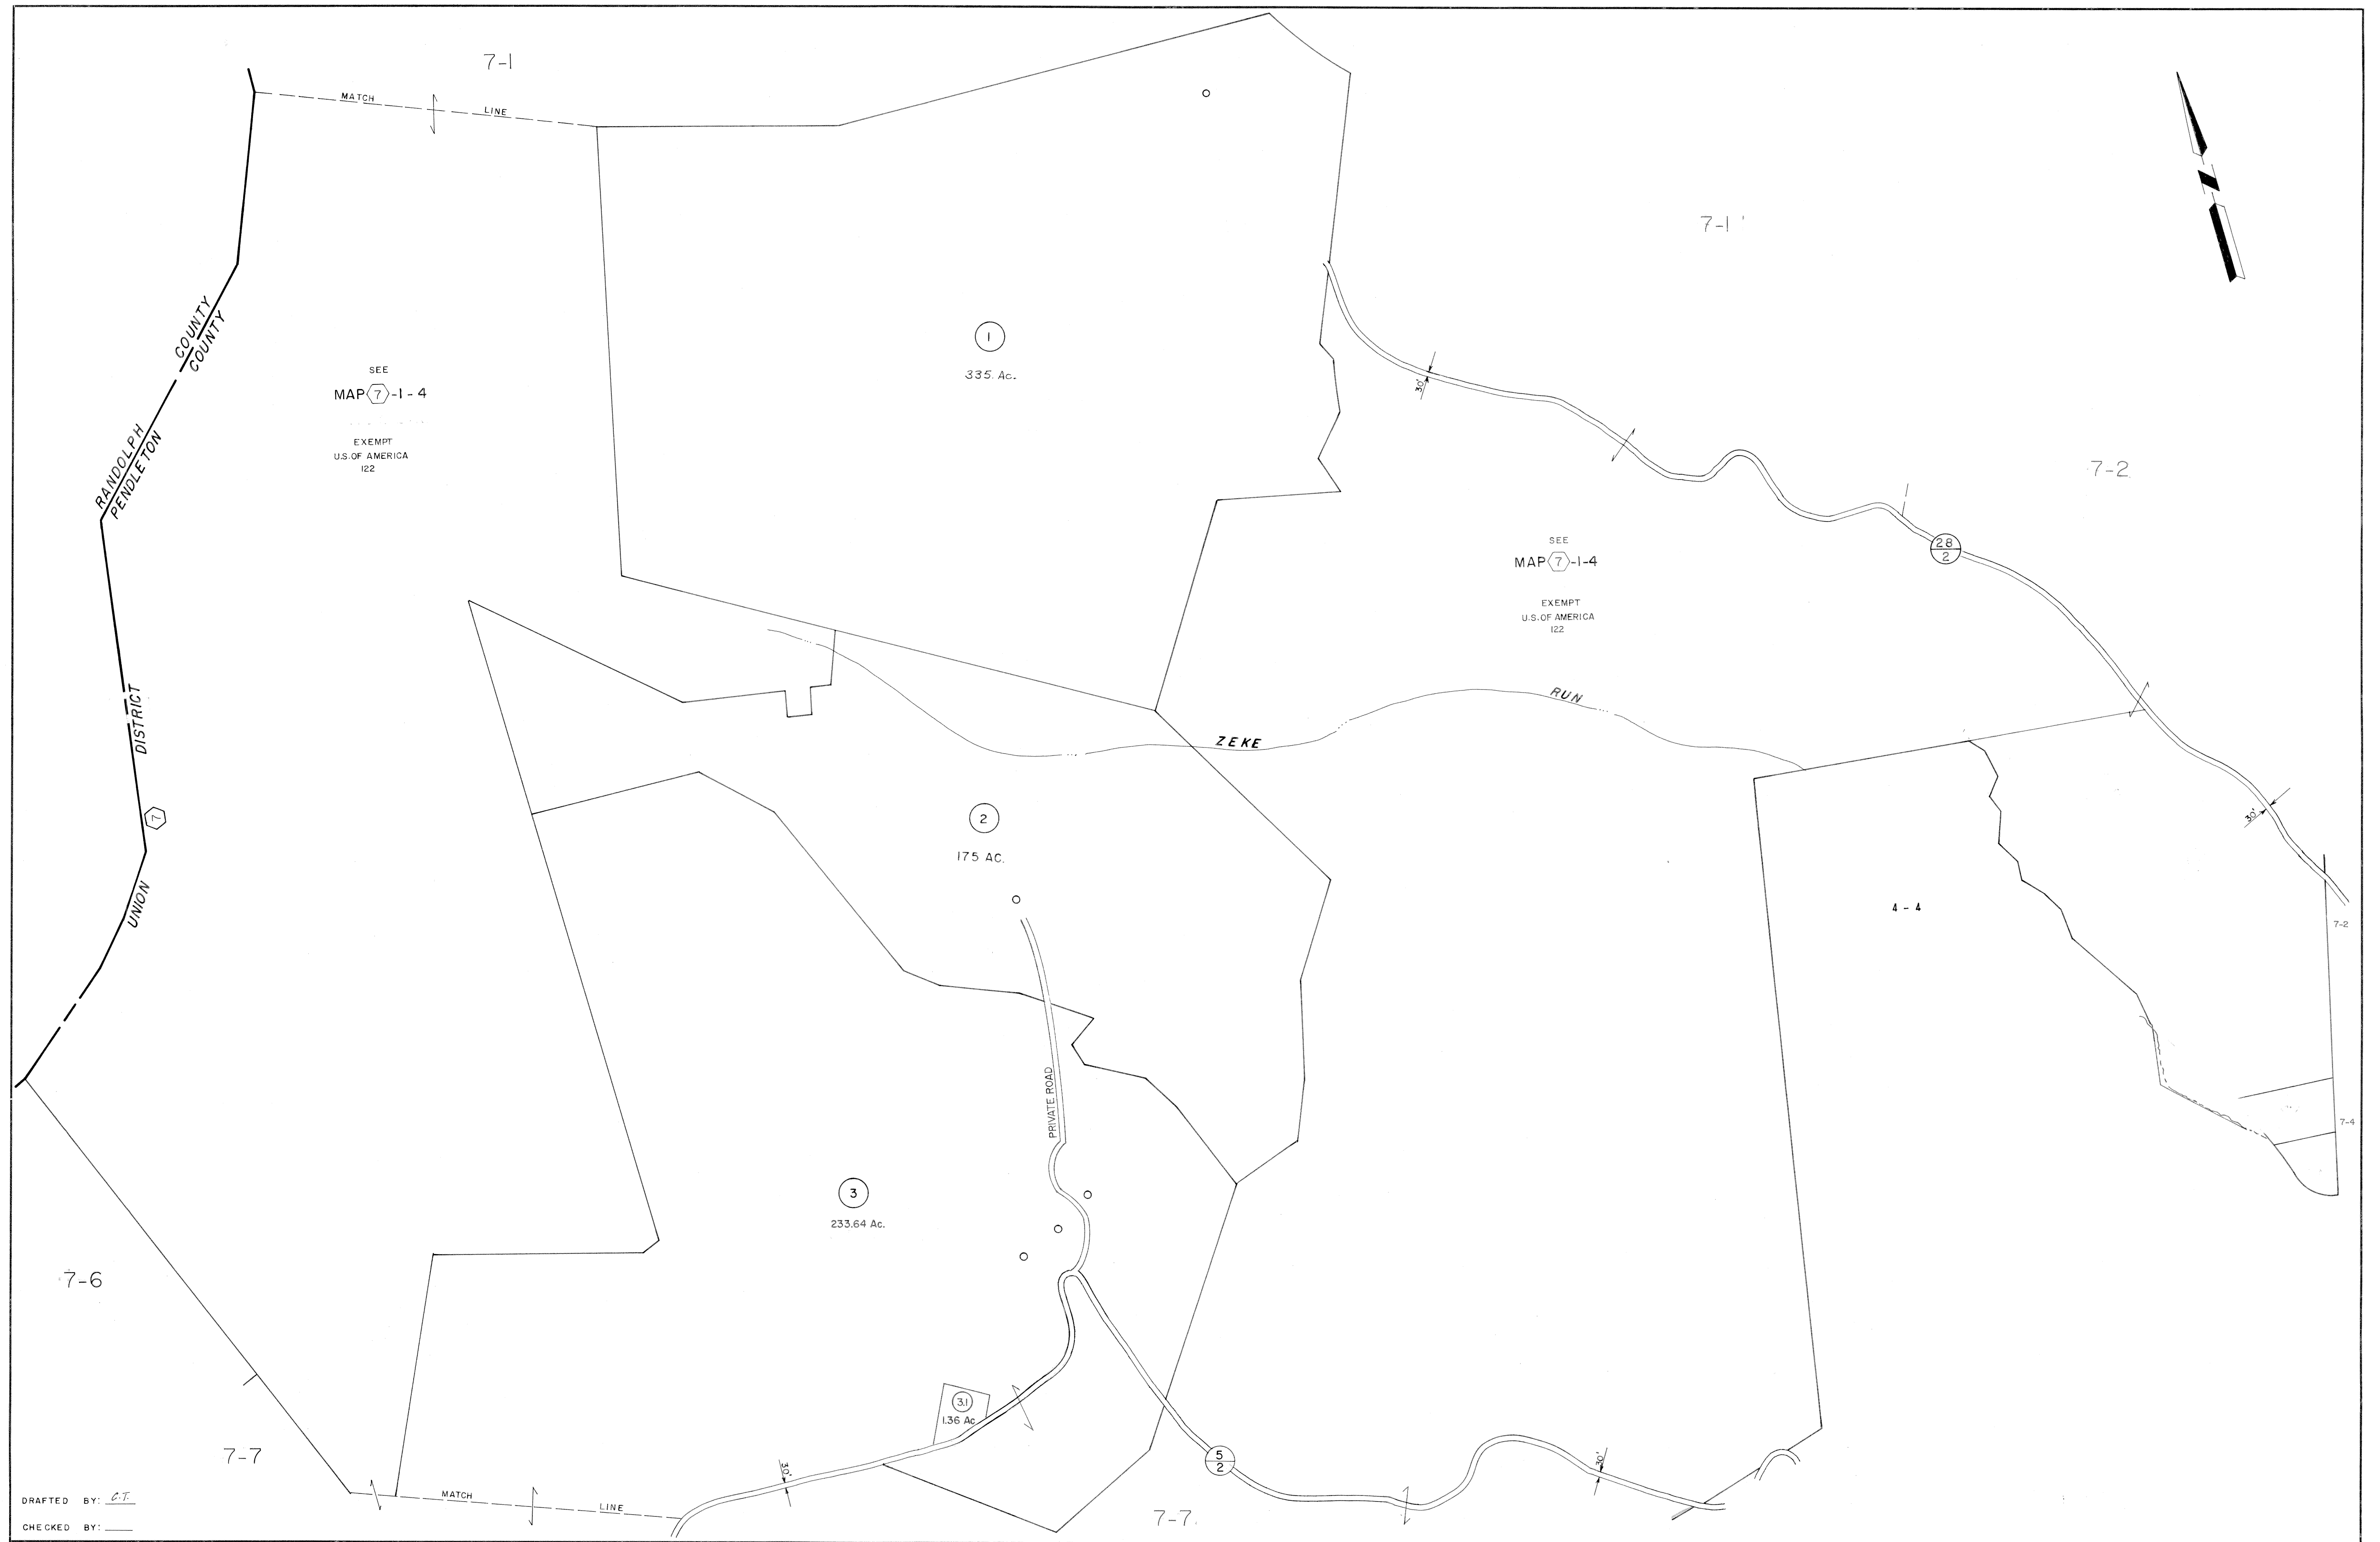 7-1
MATCH
LINE
7-1
COUNTY
COUNTY
RANDOLPH
PENDLETON
SEE
MAP 7 -1-4
EXEMPT
U.S.OF AMERICA
122
1
335. Ac.
30'
7-2
28
2
SEE
MAP 7 -1-4
EXEMPT
U.S.OF AMERICA
122
DISTRICT
7
UNION
ZEKE
RUN
2
175 AC.
30'
4-4
7-2
PRIVATE ROAD
7-4
3
233.64 Ac.
7-6
3.1
1.36 Ac
7-7
30'
5
2
30'
MATCH
LINE
7-7.
DRAFTED BY: C.T.
CHECKED BY: